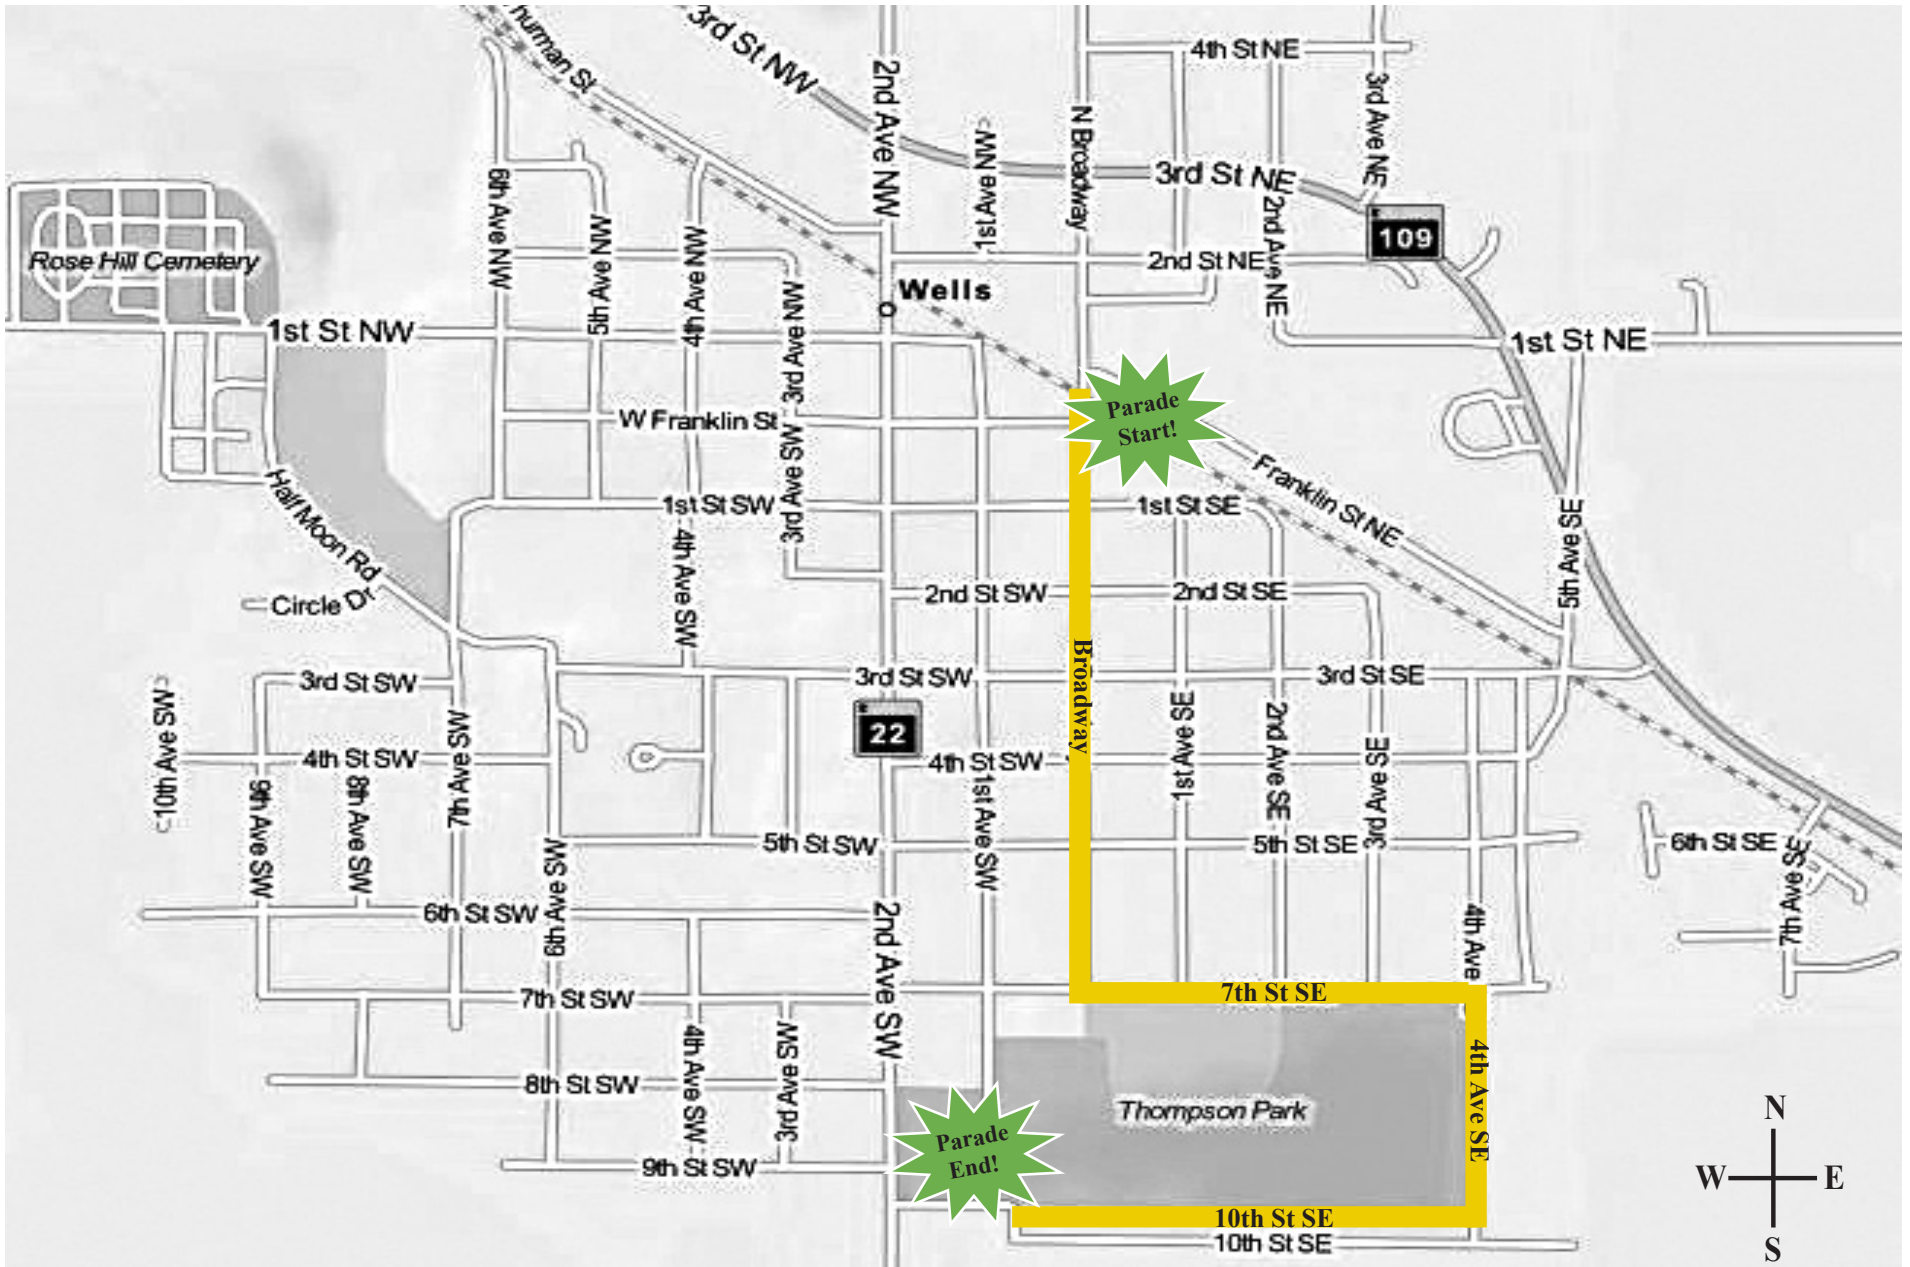 Thurman St
3rd St NW
2nd Ave NW
1st Ave NW
N Broadway
4th St NE
3rd Ave NE
3rd St NE
2nd Ave NE
109
6th Ave NW
5th Ave NW
4th Ave NW
3rd Ave NW
2nd St NE
Rose Hill Cemetery
Wells
1st St NW
1st St NE
W Franklin St
Parade
Start!
Franklin St NE
3rd Ave SW
1st St SW
1st St SE
Half Moon Rd
Circle Dr
4th Ave SW
2nd St SW
2nd St SE
5th Ave SE
Broadway
3rd St SW
3rd St SW
3rd St SE
10th Ave SW
7th Ave SW
22
1st Ave SE
2nd Ave SE
3rd Ave SE
4th St SW
4th St SW
9th Ave SW
8th Ave SW
1st Ave SW
5th St SW
5th St SE
6th St SE
7th Ave SE
6th Ave SW
6th St SW
2nd Ave SW
4th Ave
7th St SW
7th St SE
4th Ave SW
3rd Ave SW
4th Ave SE
8th St SW
Thompson Park
Parade
End!
9th St SW
10th St SE
10th St SE
N
W
E
S